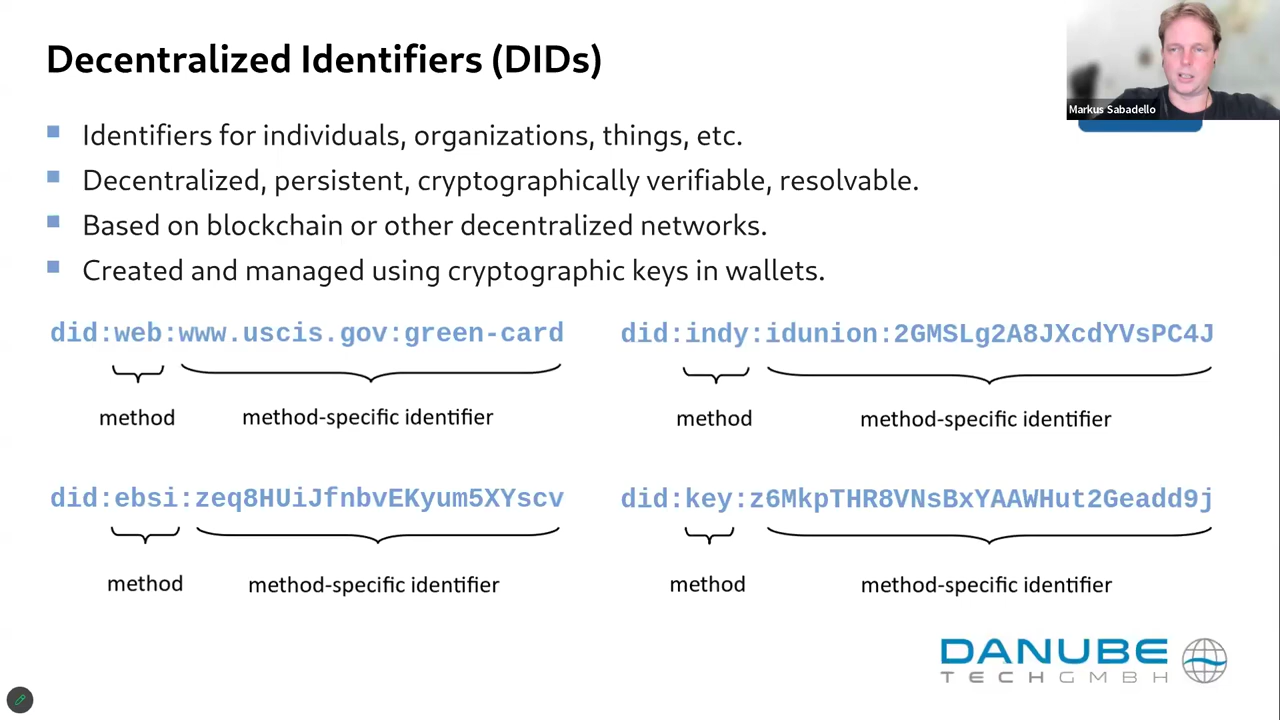 Decentralized Identifiers (DIDs)
Markus Sabadello
Identifiers for individuals, organizations, things, etc.
Decentralized, persistent, cryptographically verifiable, resolvable.
Based on blockchain or other decentralized networks.
Created and managed using cryptographic keys in wallets.
did:web:www.uscis.gov:green-card
method
method-specific identifier
did:indy:idunion:2GMSLg2A8JXcdYVsPC4J
method
method-specific identifier
did:ebsi:zeq8HUiJfnbvEKyum5XYscv
method
method-specific identifier
did:key:z6MkpTHR8VNsBxYAAWHut2Geadd9j
method
method-specific identifier
DANUBE
TECH GMBH